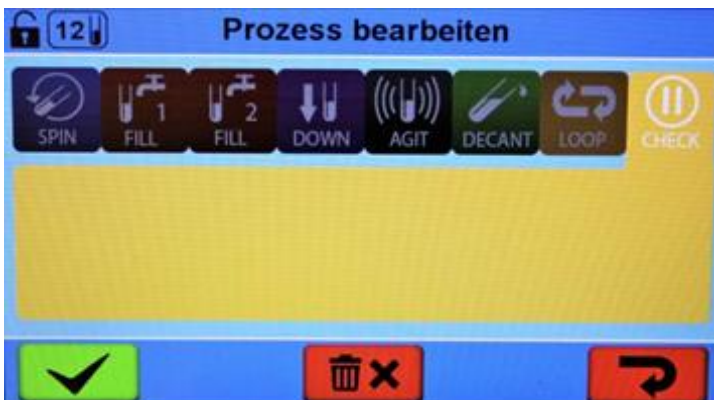 12
Prozess bearbeiten
SPIN
1
FILL
2
FILL
DOWN
AGIT
DECANT
LOOP
CHECK